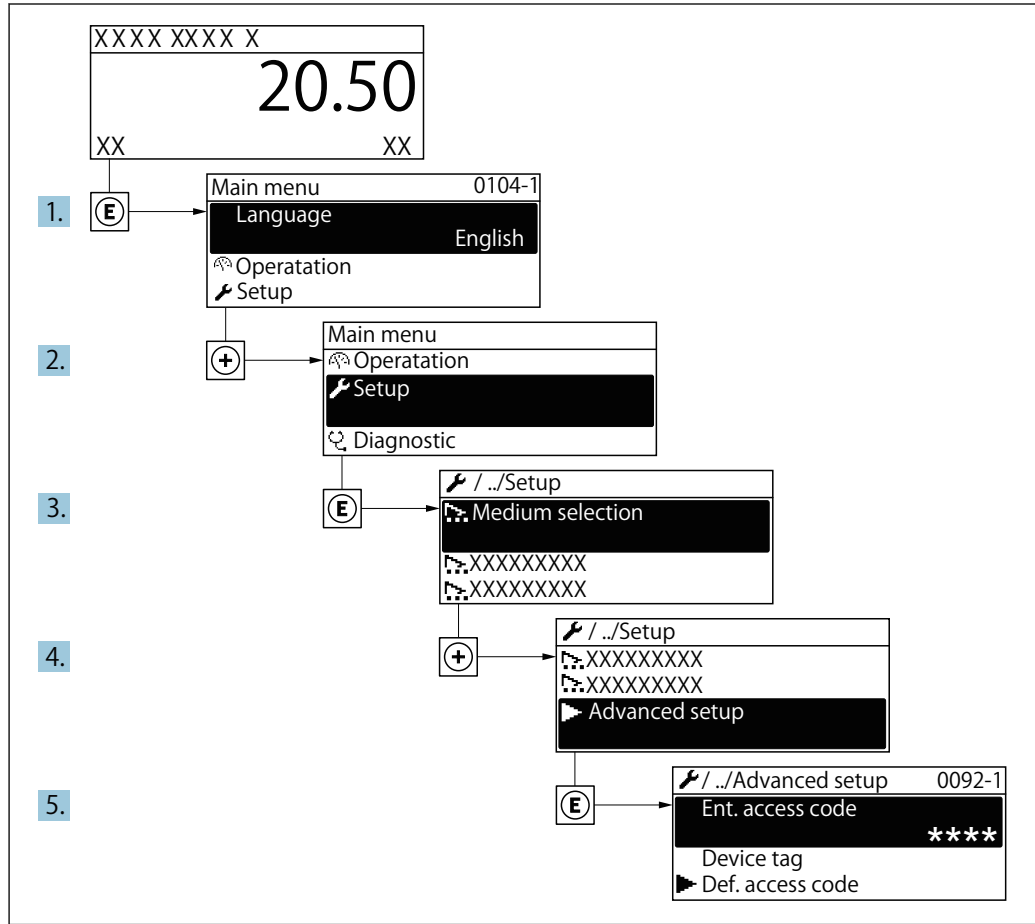 XXXX XXXX X
20.50
XX XX
1. E
Main menu 0104-1
Language
English
Operatation
Setup
2. +
Main menu
Operatation
Setup
Diagnostic
3. E
/ ../Setup
Medium selection
XXXXXXXXX
XXXXXXXXX
4. +
/ ../Setup
XXXXXXXXX
XXXXXXXXX
Advanced setup
5. E
/ ../Advanced setup 0092-1
Ent. access code
****
Device tag
Def. access code